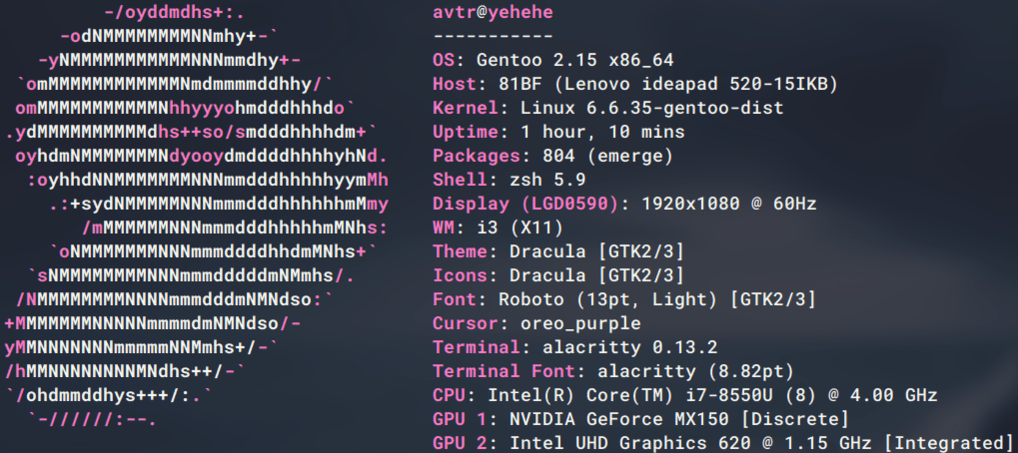 -/oyddmdhs+:. avtr@yehehe
-odNMMMMMMMMNNmhy+-` -----------
-yNMMMMMMMMMMMNNNmmdhy+- OS: Gentoo 2.15 x86_64
`omMMMMMMMMMMMMNmdmmmmddhhy/` Host: 81BF (Lenovo ideapad 520-15IKB)
omMMMMMMMMMMMNhhyyyohmdddhhhdo` Kernel: Linux 6.6.35-gentoo-dist
.ydMMMMMMMMMMdhs++so/smdddhhhhdm+` Uptime: 1 hour, 10 mins
oyhdmNMMMMMMMNdyooydmddddhhhhyhNd. Packages: 804 (emerge)
:oyhhdNNMMMMMMMNNNmmdddhhhhhyymMh Shell: zsh 5.9
.:+sydNMMMMMNNNmmmdddhhhhhhmMmy Display (LGD0590): 1920x1080 @ 60Hz
/mMMMMMMNNNmmmdddhhhhhmMNhs: WM: i3 (X11)
`oNMMMMMMMNNNmmmddddhhdmMNhs+` Theme: Dracula [GTK2/3]
`sNMMMMMMMMNNNmmmdddddmNMmhs/. Icons: Dracula [GTK2/3]
/NMMMMMMMMNNNNmmmdddmNMNdso:` Font: Roboto (13pt, Light) [GTK2/3]
+MMMMMMMNNNNNmmmmdmNMNdso/- Cursor: oreo_purple
yMMNNNNNNNmmmmmNNMmhs+/-` Terminal: alacritty 0.13.2
/hMMNNNNNNNNMNdhs++/-` Terminal Font: alacritty (8.82pt)
`/ohdmmddhys+++/:.` CPU: Intel(R) Core(TM) i7-8550U (8) @ 4.00 GHz
`-//////:--. GPU 1: NVIDIA GeForce MX150 [Discrete]
GPU 2: Intel UHD Graphics 620 @ 1.15 GHz [Integrated]